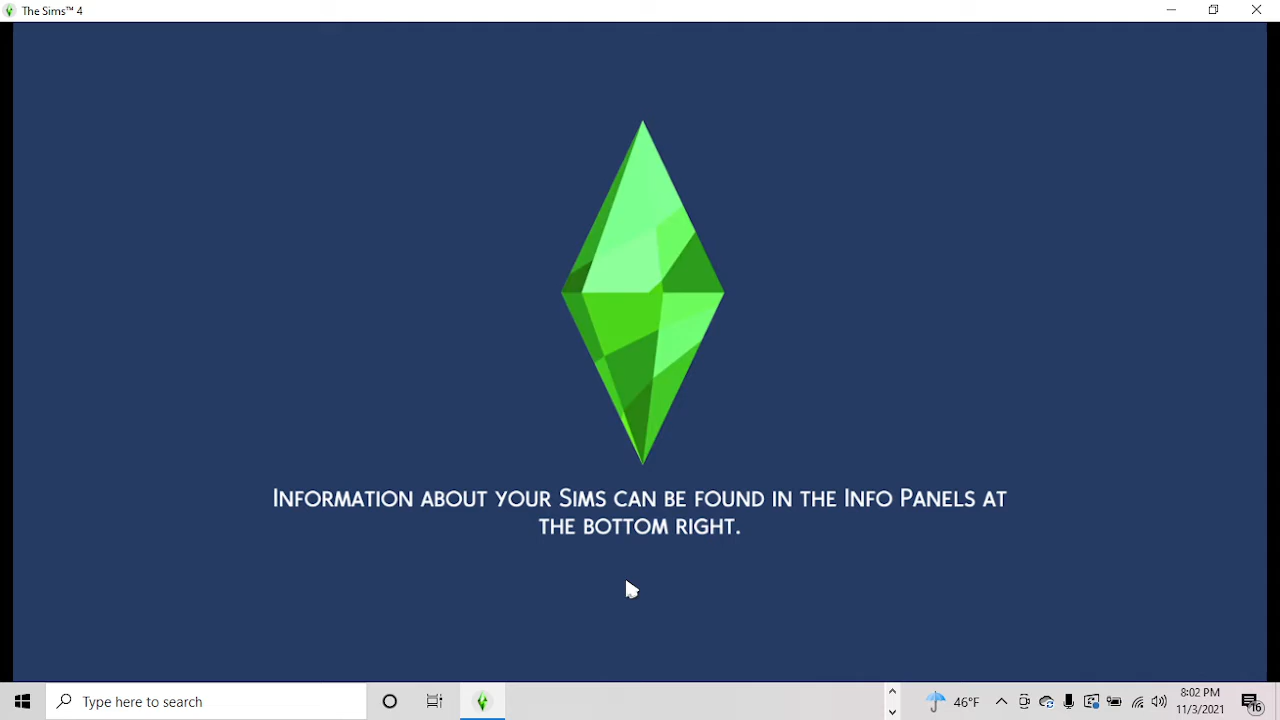 The Sims™ 4
INFORMATION ABOUT YOUR SIMS CAN BE FOUND IN THE INFO PANELS AT
THE BOTTOM RIGHT.
Type here to search
46°F
8:02 PM
11/3/2021
16